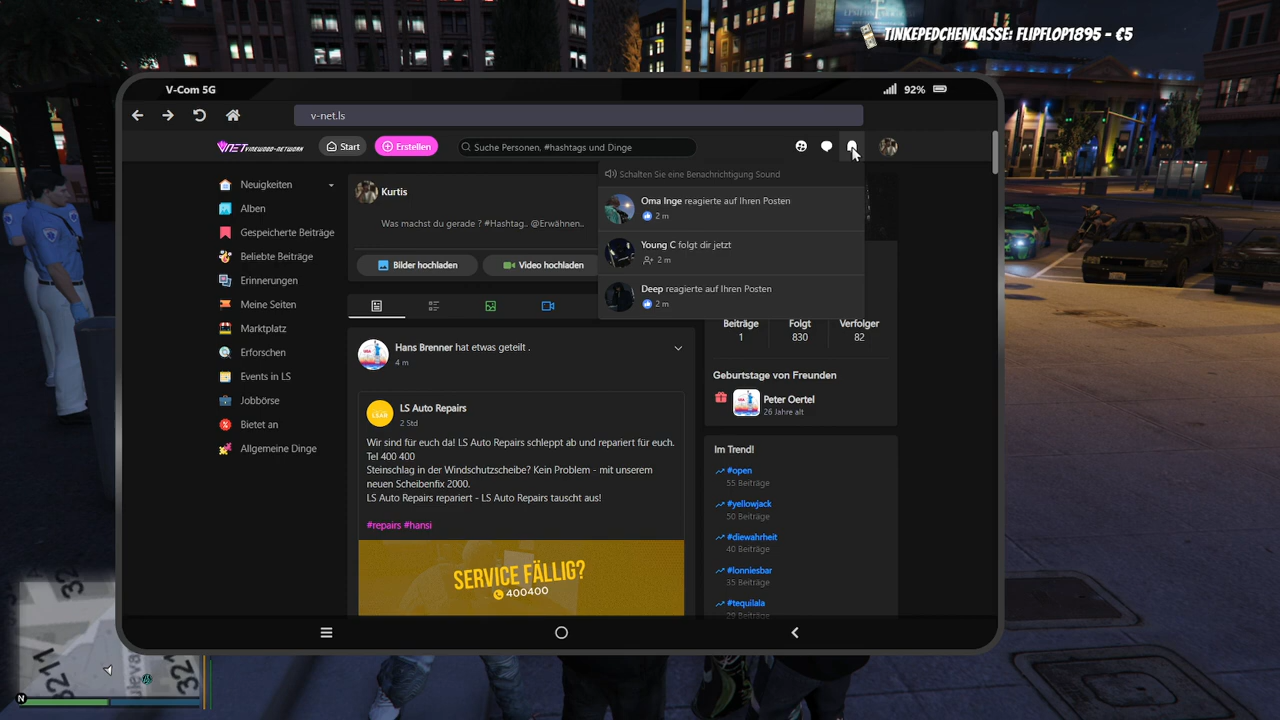 TINKEPEDCHENKASSE: FLIPFLOP1895 - €5
V-Com 5G
92%
v-net.ls
VNET VINEWOOD-NETWORK
Start
Erstellen
Suche Personen, #hashtags und Dinge
Neuigkeiten
Alben
Gespeicherte Beiträge
Beliebte Beiträge
Erinnerungen
Meine Seiten
Marktplatz
Erforschen
Events in LS
Jobbörse
Bietet an
Allgemeine Dinge
Kurtis
Was machst du gerade ? #Hashtag.. @Erwähnen..
Bilder hochladen
Video hochladen
Schalten Sie eine Benachrichtigung Sound
Oma Inge reagierte auf Ihren Posten
2 m
Young C folgt dir jetzt
2 m
Deep reagierte auf Ihren Posten
2 m
Hans Brenner hat etwas geteilt .
4 m
LS Auto Repairs
2 Std
Wir sind für euch da! LS Auto Repairs schleppt ab und repariert für euch.
Tel 400 400
Steinschlag in der Windschutzscheibe? Kein Problem - mit unserem
neuen Scheibenfix 2000.
LS Auto Repairs repariert - LS Auto Repairs tauscht aus!
#repairs #hansi
SERVICE FÄLLIG?
400400
Beiträge
1
Folgt
830
Verfolger
82
Geburtstage von Freunden
Peter Oertel
26 Jahre alt
Im Trend!
#open
55 Beiträge
#yellowjack
50 Beiträge
#diewahrheit
40 Beiträge
#lonniesbar
35 Beiträge
#tequilala
29 Beiträge
3211
321
N